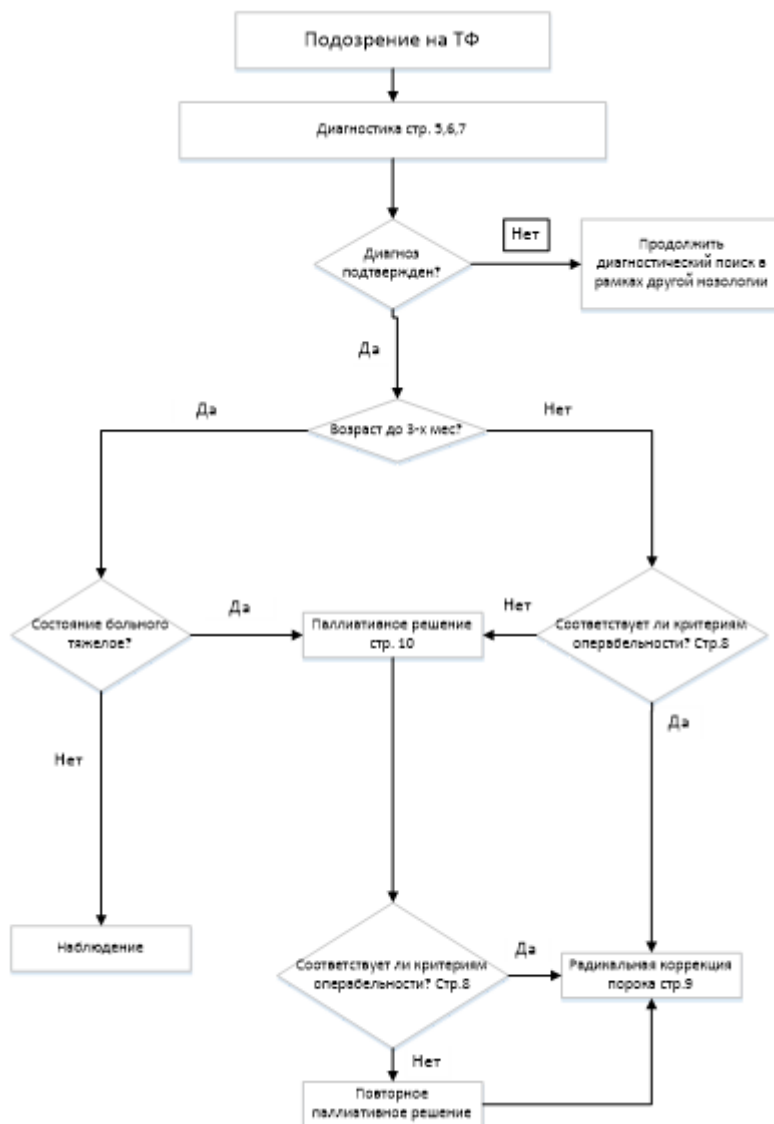 Подозрение на ТФ
Диагностика стр. 5,6,7
Диагноз
подтвержден?
Нет
Продолжить
диагностический поиск в
рамках другой нозологии
Да
Возраст до 3-х мес?
Да
Нет
Состояние больного
тяжелое?
Да
Паллиативное решение
стр. 10
Нет
Соответствует ли критериям
операбельности? Стр.8
Нет
Да
Наблюдение
Соответствует ли критериям
операбельности? Стр.8
Да
Радикальная коррекция
порока стр.9
Нет
Повторное
паллиативное решение